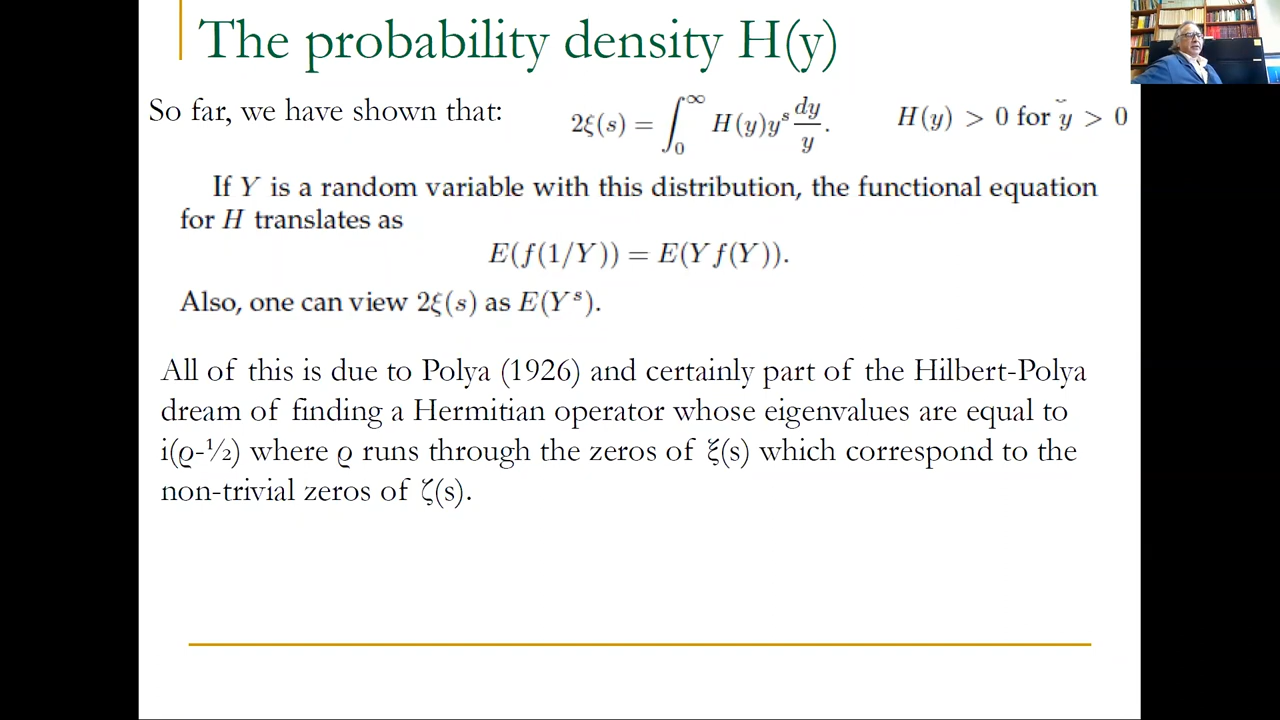 The probability density H(y)
So far, we have shown that: 2ξ(s) = ∫₀^∞ H(y)y^s dy/y. H(y) > 0 for y > 0
If Y is a random variable with this distribution, the functional equation
for H translates as
E(f(1/Y)) = E(Y f(Y)).
Also, one can view 2ξ(s) as E(Y^s).
All of this is due to Polya (1926) and certainly part of the Hilbert-Polya
dream of finding a Hermitian operator whose eigenvalues are equal to
i(ϱ-½) where ϱ runs through the zeros of ξ(s) which correspond to the
non-trivial zeros of ζ(s).